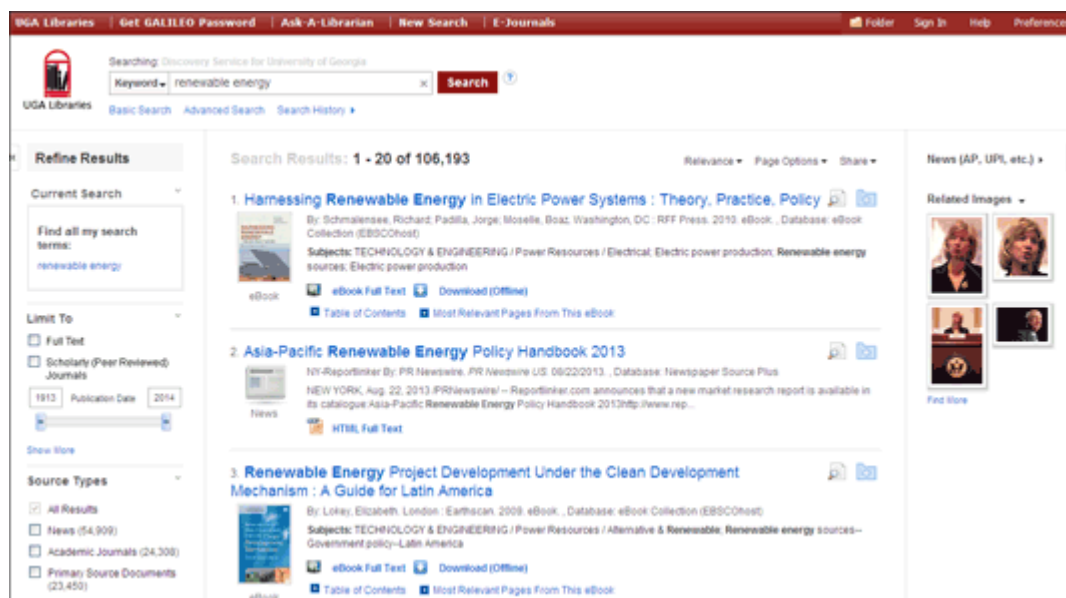 UGA Libraries | Get GALILEO Password | Ask-A-Librarian | New Search | E-Journals
Folder Sign In Help Preference
Searching: Discovery Service for University of Georgia
Keyword renewable energy × Search ?
UGA Libraries
Basic Search Advanced Search Search History
Refine Results
Current Search
Find all my search
terms:
renewable energy
Limit To
Full Text
Scholarly (Peer Reviewed)
Journals
1913 Publication Date 2014
Show More
Source Types
All Results
News (54,909)
Academic Journals (24,308)
Primary Source Documents
(23,450)
Search Results: 1 - 20 of 106,193
Relevance Page Options Share
1. Harnessing Renewable Energy in Electric Power Systems : Theory, Practice, Policy
By: Schmalensee, Richard; Padilla, Jorge; Moselle, Boaz. Washington, DC : RFF Press. 2010. eBook. , Database: eBook
Collection (EBSCOhost)
Subjects: TECHNOLOGY & ENGINEERING / Power Resources / Electrical; Electric power production; Renewable energy
sources; Electric power production
eBook
eBook Full Text Download (Offline)
Table of Contents Most Relevant Pages From This eBook
2. Asia-Pacific Renewable Energy Policy Handbook 2013
NY-Reportlinker By: PR Newswire. PR Newswire US. 08/22/2013. , Database: Newspaper Source Plus
NEW YORK, Aug. 22, 2013 /PRNewswire/ -- Reportlinker.com announces that a new market research report is available in
its catalogue:Asia-Pacific Renewable Energy Policy Handbook 2013http://www.rep...
News
HTML Full Text
3. Renewable Energy Project Development Under the Clean Development
Mechanism : A Guide for Latin America
By: Lokey, Elizabeth. London : Earthscan. 2009. eBook. , Database: eBook Collection (EBSCOhost)
Subjects: TECHNOLOGY & ENGINEERING / Power Resources / Alternative & Renewable; Renewable energy sources--
Government policy--Latin America
eBook Full Text Download (Offline)
Table of Contents Most Relevant Pages From This eBook
eBook
News (AP, UPI, etc.)
Related Images
Find More